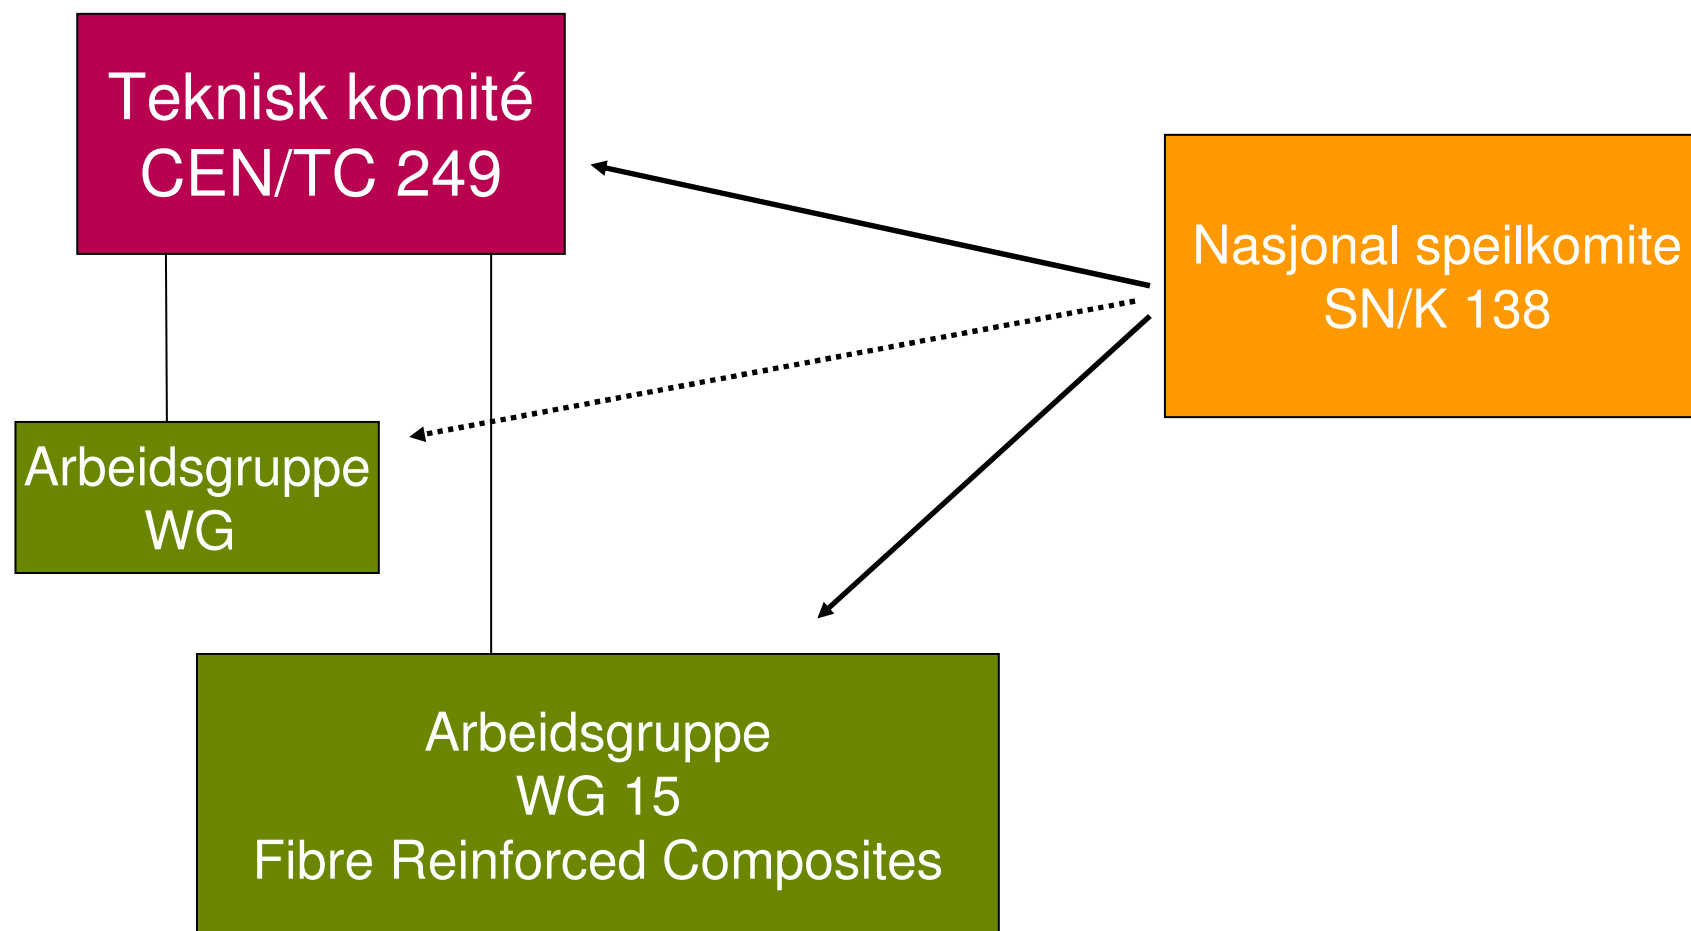 Teknisk komité
CEN/TC 249
Nasjonal speilkomite
SN/K 138
Arbeidsgruppe
WG
Arbeidsgruppe
WG 15
Fibre Reinforced Composites